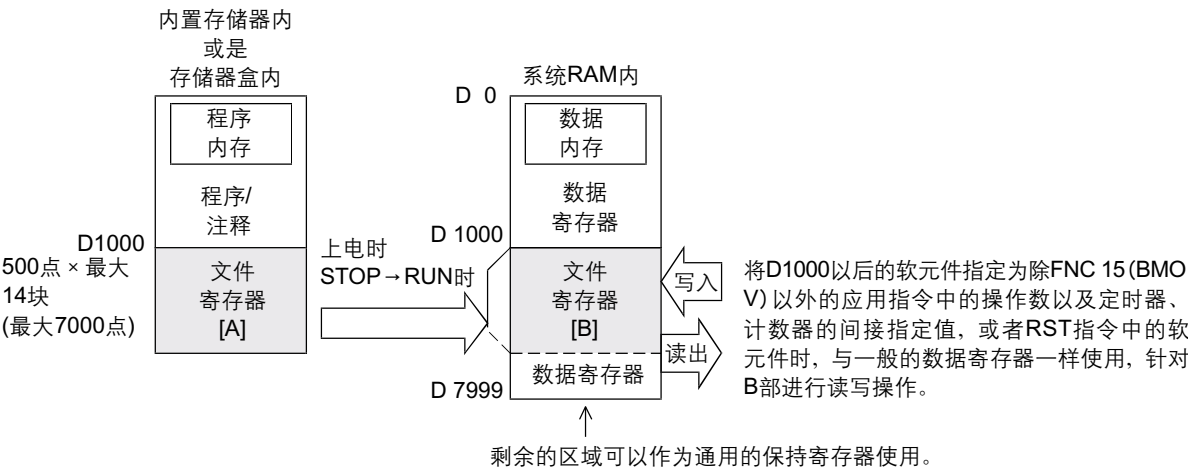 内置存储器内
或是
存储器盒内
程序
内存
程序/
注释
D1000
500点 × 最大
14块
(最大7000点)
文件
寄存器
[A]
上电时
STOP→RUN时
系统RAM内
D 0
数据
内存
数据
寄存器
D 1000
文件
寄存器
[B]
数据寄存器
D 7999
写入
读出
将D1000以后的软元件指定为除FNC 15(BMO
V)以外的应用指令中的操作数以及定时器、
计数器的间接指定值, 或者RST指令中的软
元件时, 与一般的数据寄存器一样使用, 针对
B部进行读写操作。
剩余的区域可以作为通用的保持寄存器使用。